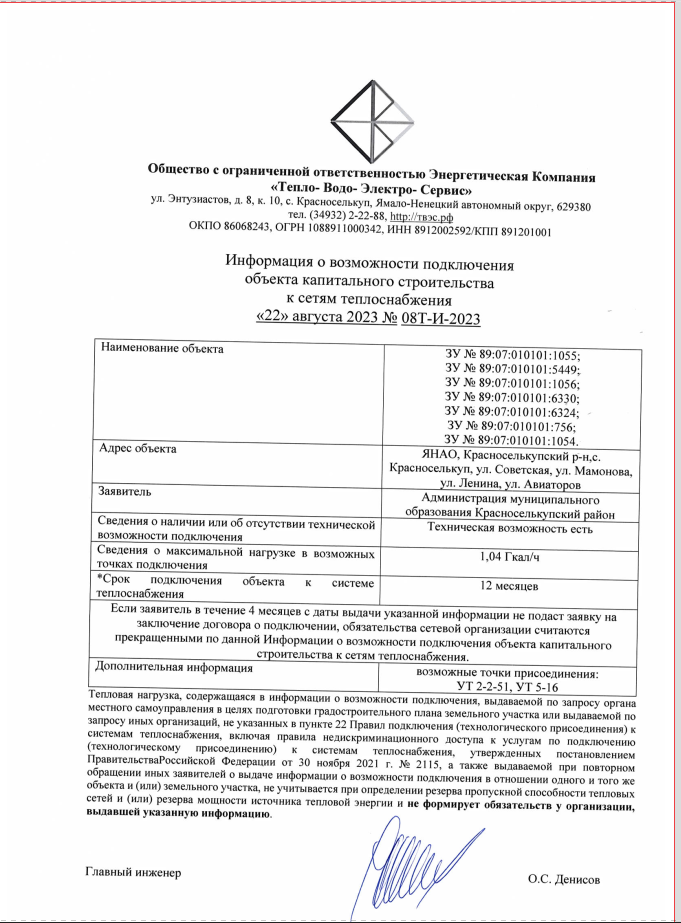 Общество с ограниченной ответственностью Энергетическая Компания
«Тепло- Водо- Электро- Сервис»
ул. Энтузиастов, д. 8, к. 10, с. Красноселькуп, Ямало-Ненецкий автономный округ, 629380
тел. (34932) 2-22-88, http://твэс.рф
ОКПО 86068243, ОГРН 1088911000342, ИНН 8912002592/КПП 891201001
Информация о возможности подключения
объекта капитального строительства
к сетям теплоснабжения
«22» августа 2023 № 08Т-И-2023
Наименование объекта
ЗУ № 89:07:010101:1055;
ЗУ № 89:07:010101:5449;
ЗУ № 89:07:010101:1056;
ЗУ № 89:07:010101:6330;
ЗУ № 89:07:010101:6324;
ЗУ № 89:07:010101:756;
ЗУ № 89:07:010101:1054.
Адрес объекта
ЯНАО, Красноселькупский р-н,с.
Красноселькуп, ул. Советская, ул. Мамонова,
ул. Ленина, ул. Авиаторов
Заявитель
Администрация муниципального
образования Красноселькупский район
Сведения о наличии или об отсутствии технической
возможности подключения
Техническая возможность есть
Сведения о максимальной нагрузке в возможных
точках подключения
1,04 Гкал/ч
*Срок подключения объекта к системе
теплоснабжения
12 месяцев
Если заявитель в течение 4 месяцев с даты выдачи указанной информации не подаст заявку на
заключение договора о подключении, обязательства сетевой организации считаются
прекращенными по данной Информации о возможности подключения объекта капитального
строительства к сетям теплоснабжения.
Дополнительная информация
возможные точки присоединения:
УТ 2-2-51, УТ 5-16
Тепловая нагрузка, содержащаяся в информации о возможности подключения, выдаваемой по запросу органа
местного самоуправления в целях подготовки градостроительного плана земельного участка или выдаваемой по
запросу иных организаций, не указанных в пункте 22 Правил подключения (технологического присоединения) к
системам теплоснабжения, включая правила недискриминационного доступа к услугам по подключению
(технологическому присоединению) к системам теплоснабжения, утвержденных постановлением
ПравительстваРоссийской Федерации от 30 ноября 2021 г. № 2115, а также выдаваемой при повторном
обращении иных заявителей о выдаче информации о возможности подключения в отношении одного и того же
объекта и (или) земельного участка, не учитывается при определении резерва пропускной способности тепловых
сетей и (или) резерва мощности источника тепловой энергии и не формирует обязательств у организации,
выдавшей указанную информацию.
Главный инженер
О.С. Денисов